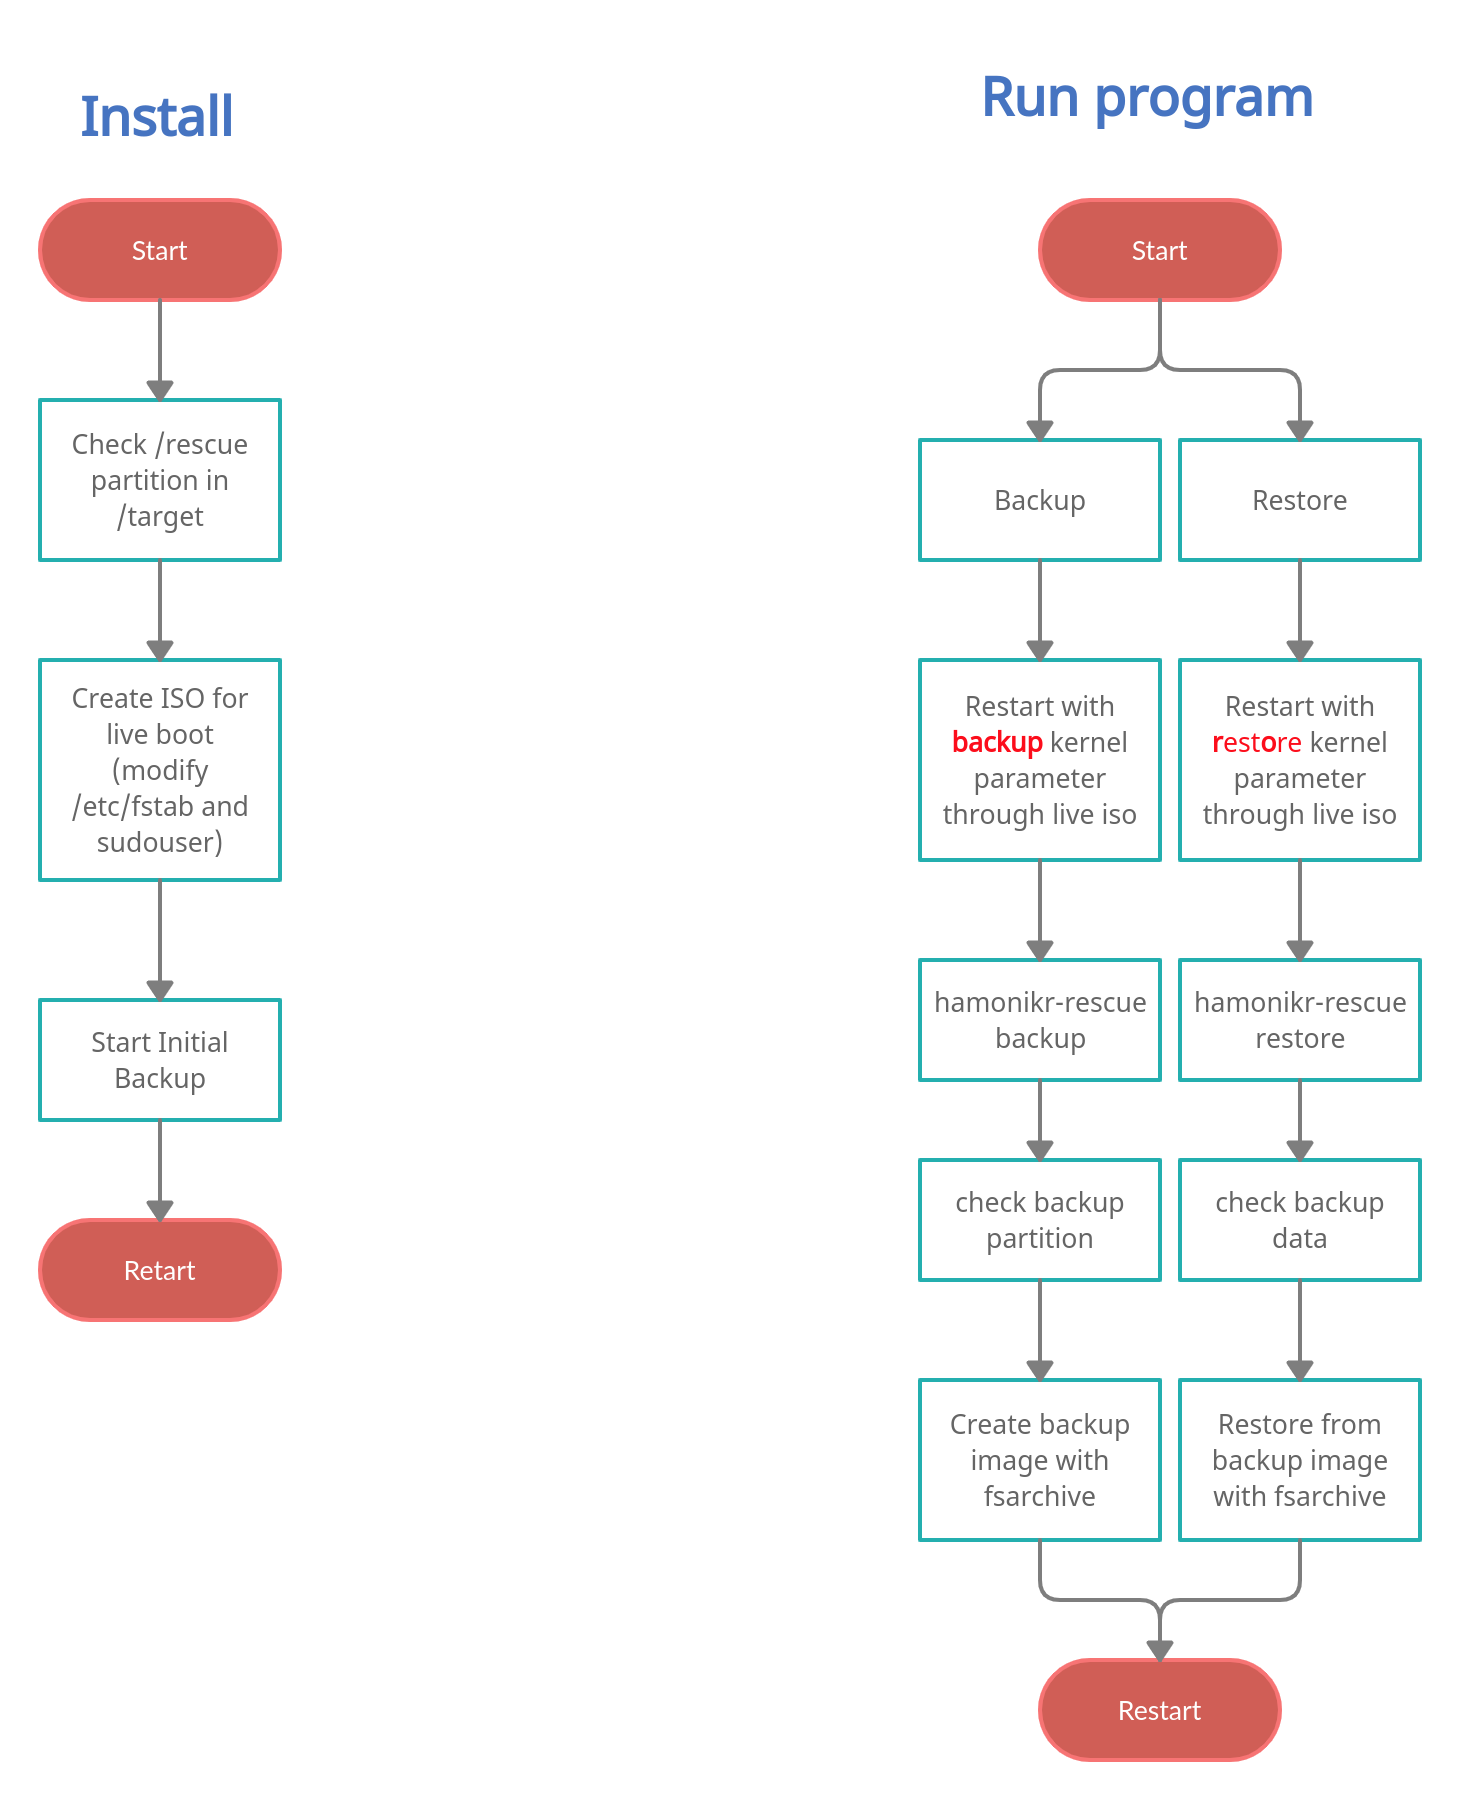 Install
Start
Check /rescue
partition in
/target
Create ISO for
live boot
(modify
/etc/fstab and
sudouser)
Start Initial
Backup
Retart
Run program
Start
Backup
Restart with
backup kernel
parameter
through live iso
hamonikr-rescue
backup
check backup
partition
Create backup
image with
fsarchive
Restore
Restart with
restore kernel
parameter
through live iso
hamonikr-rescue
restore
check backup
data
Restore from
backup image
with fsarchive
Restart